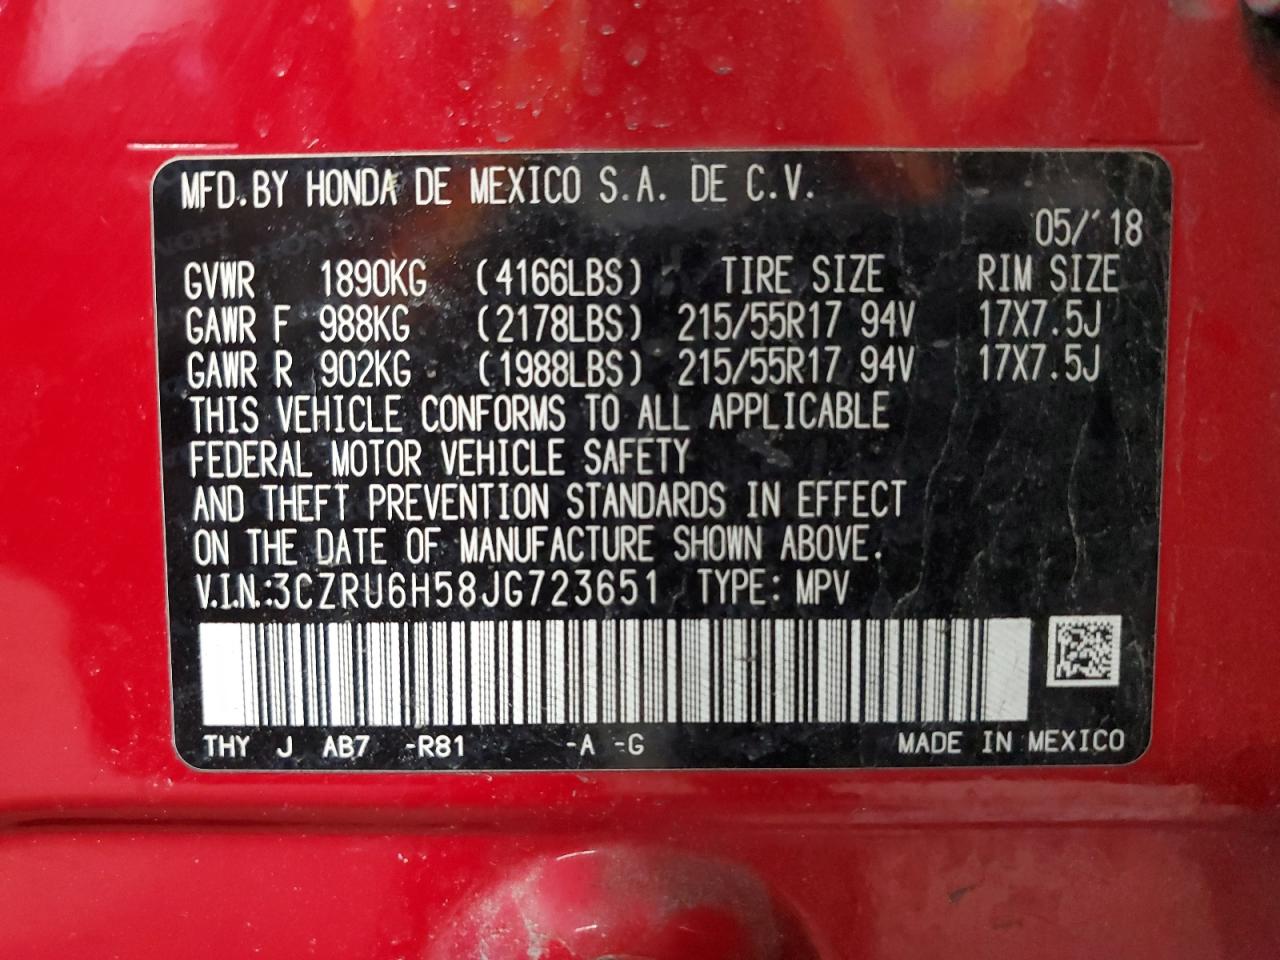 MFD.BY HONDA DE MEXICO S.A. DE C.V.
05/ 18
GVWR 1890KG (4166LBS) TIRE SIZE RIM SIZE
GAWR F 988KG (2178LBS) 215/55R17 94V 17X7.5J
GAWR R 902KG (1988LBS) 215/55R17 94V 17X7.5J
THIS VEHICLE CONFORMS TO ALL APPLICABLE
FEDERAL MOTOR VEHICLE SAFETY
AND THEFT PREVENTION STANDARDS IN EFFECT
ON THE DATE OF MANUFACTURE SHOWN ABOVE.
V.I.N.:3CZRU6H58JG723651 TYPE: MPV
THY J AB7 -R81 -A -G MADE IN MEXICO